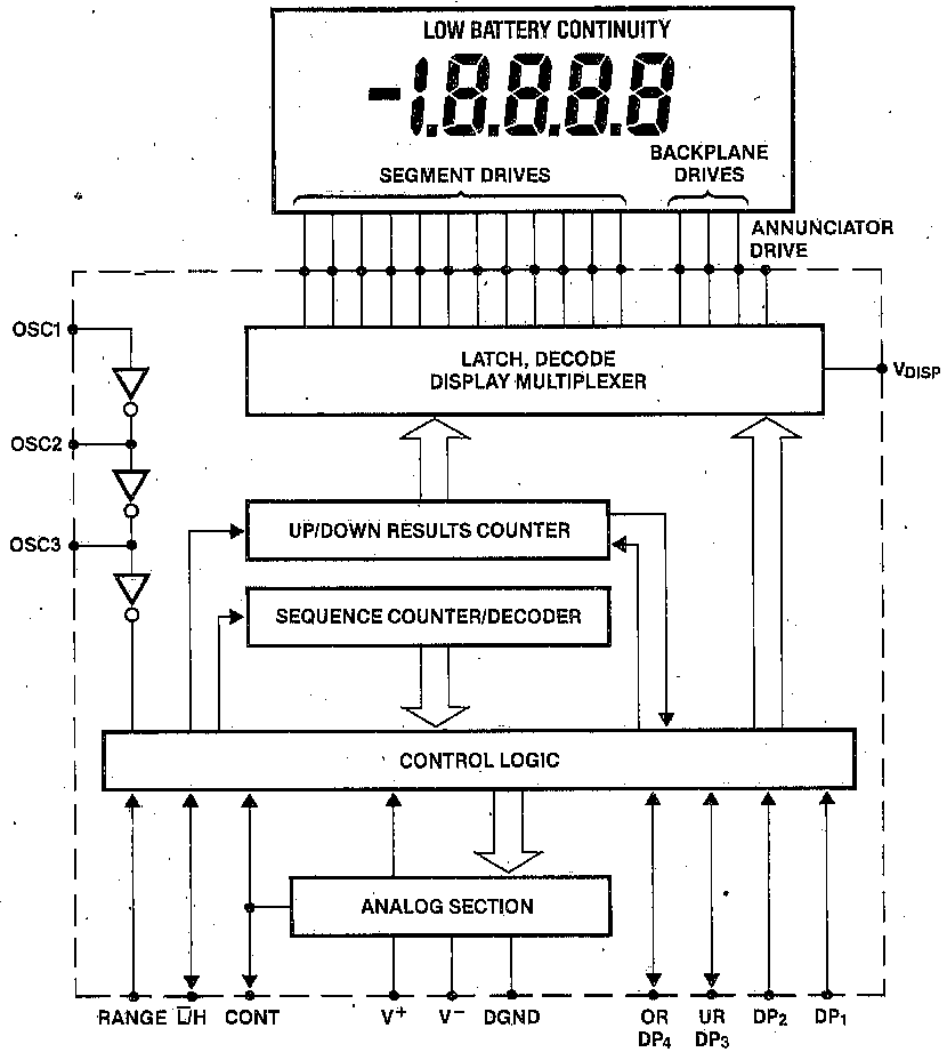 LOW BATTERY CONTINUITY
-1.8.8.8.8
SEGMENT DRIVES
BACKPLANE
DRIVES
ANNUNCIATOR
DRIVE
OSC1
LATCH, DECODE
DISPLAY MULTIPLEXER
VDISP
OSC2
UP/DOWN RESULTS COUNTER
OSC3
SEQUENCE COUNTER/DECODER
CONTROL LOGIC
ANALOG SECTION
RANGE
L̅/H
CONT
V+
V−
DGND
OR
DP4
UR
DP3
DP2
DP1